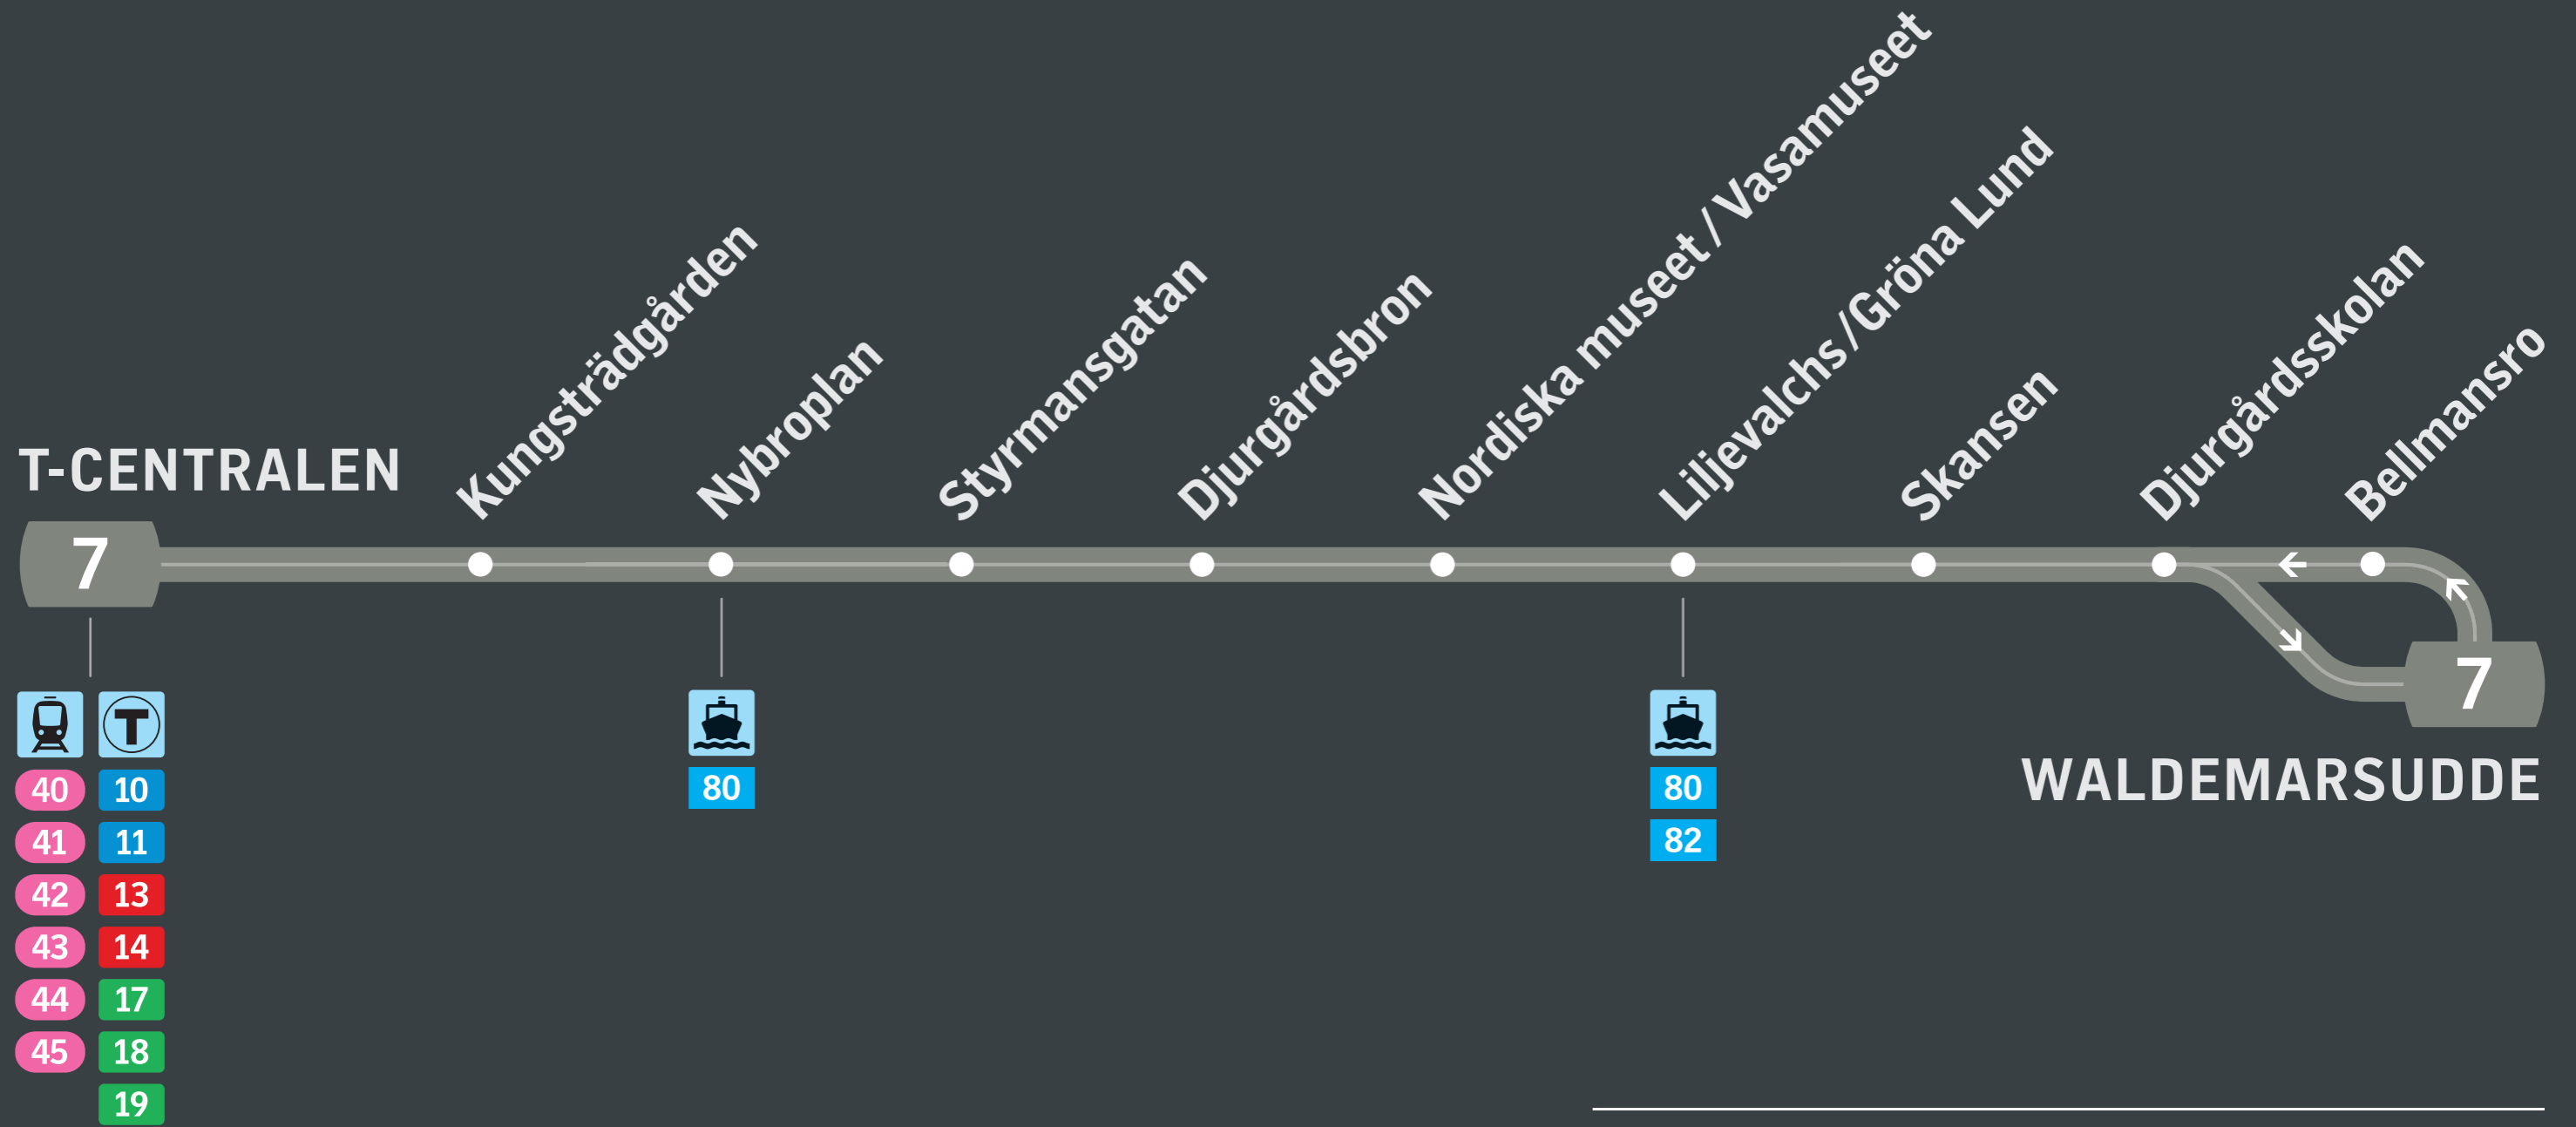 Kungsträdgården
Nybroplan
Styrmansgatan
Djurgårdsbron
Nordiska museet / Vasamuseet
Liljevalchs /Gröna Lund
Skansen
Djurgårdsskolan
Bellmansro
T-CENTRALEN
7
7
WALDEMARSUDDE
T
40 10
41 11
42 13
43 14
44 17
45 18
19
80
80
82